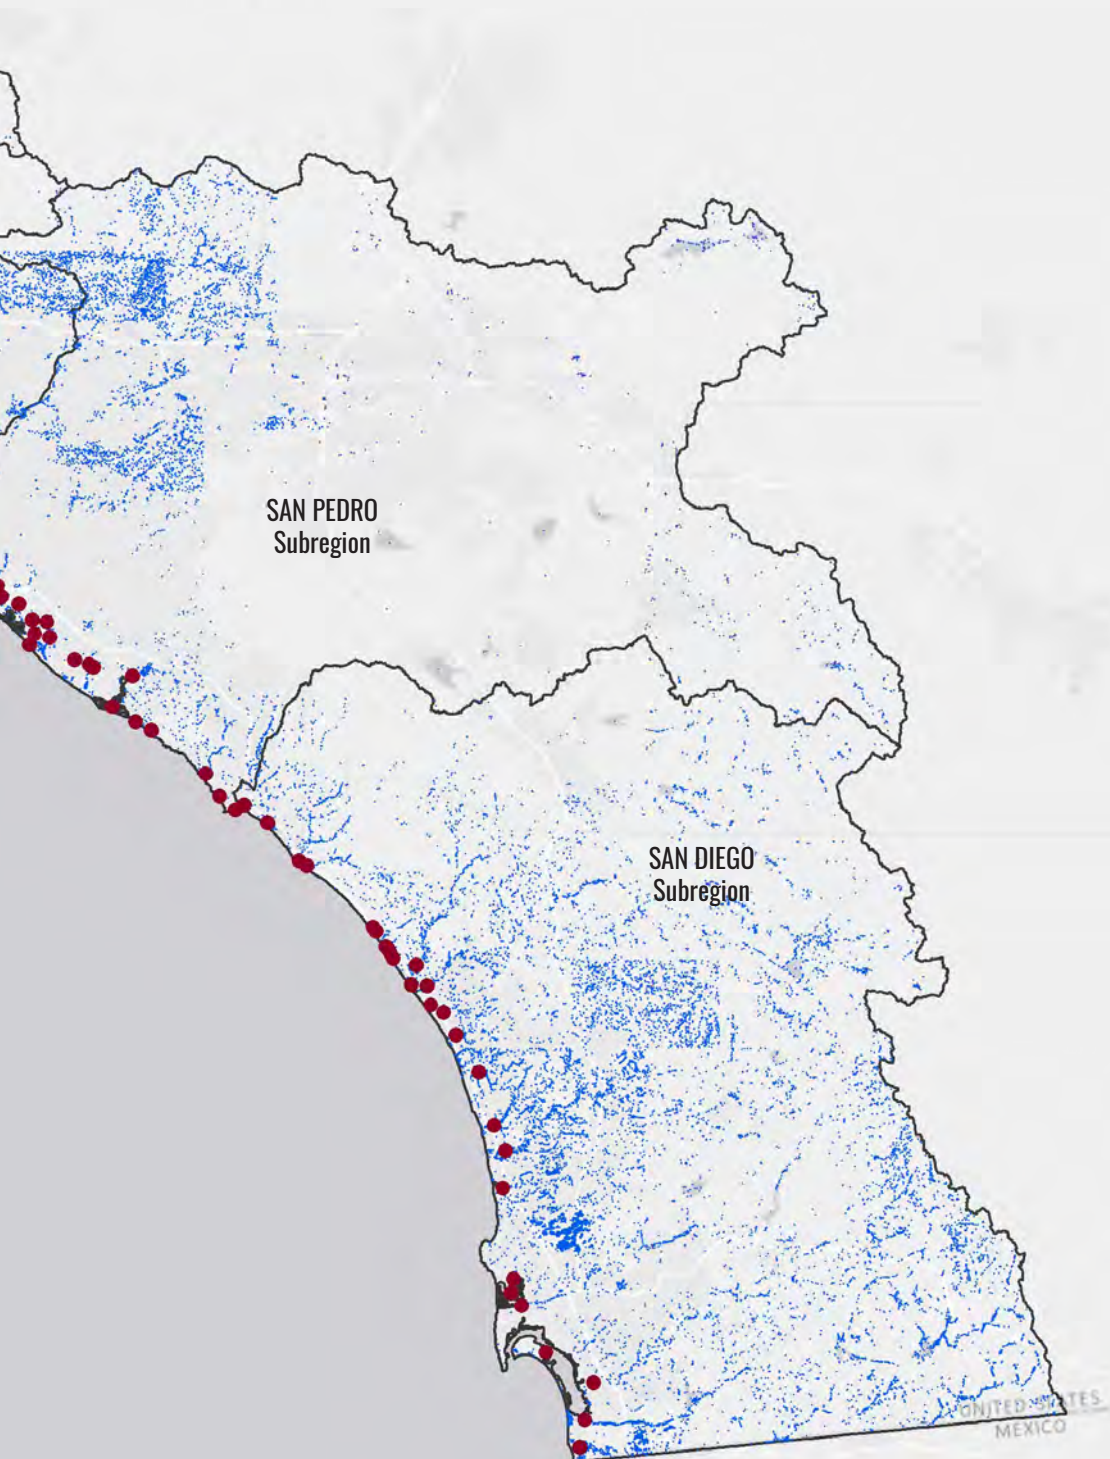 SAN PEDRO
Subregion
SAN DIEGO
Subregion
UNITED STATES
MEXICO